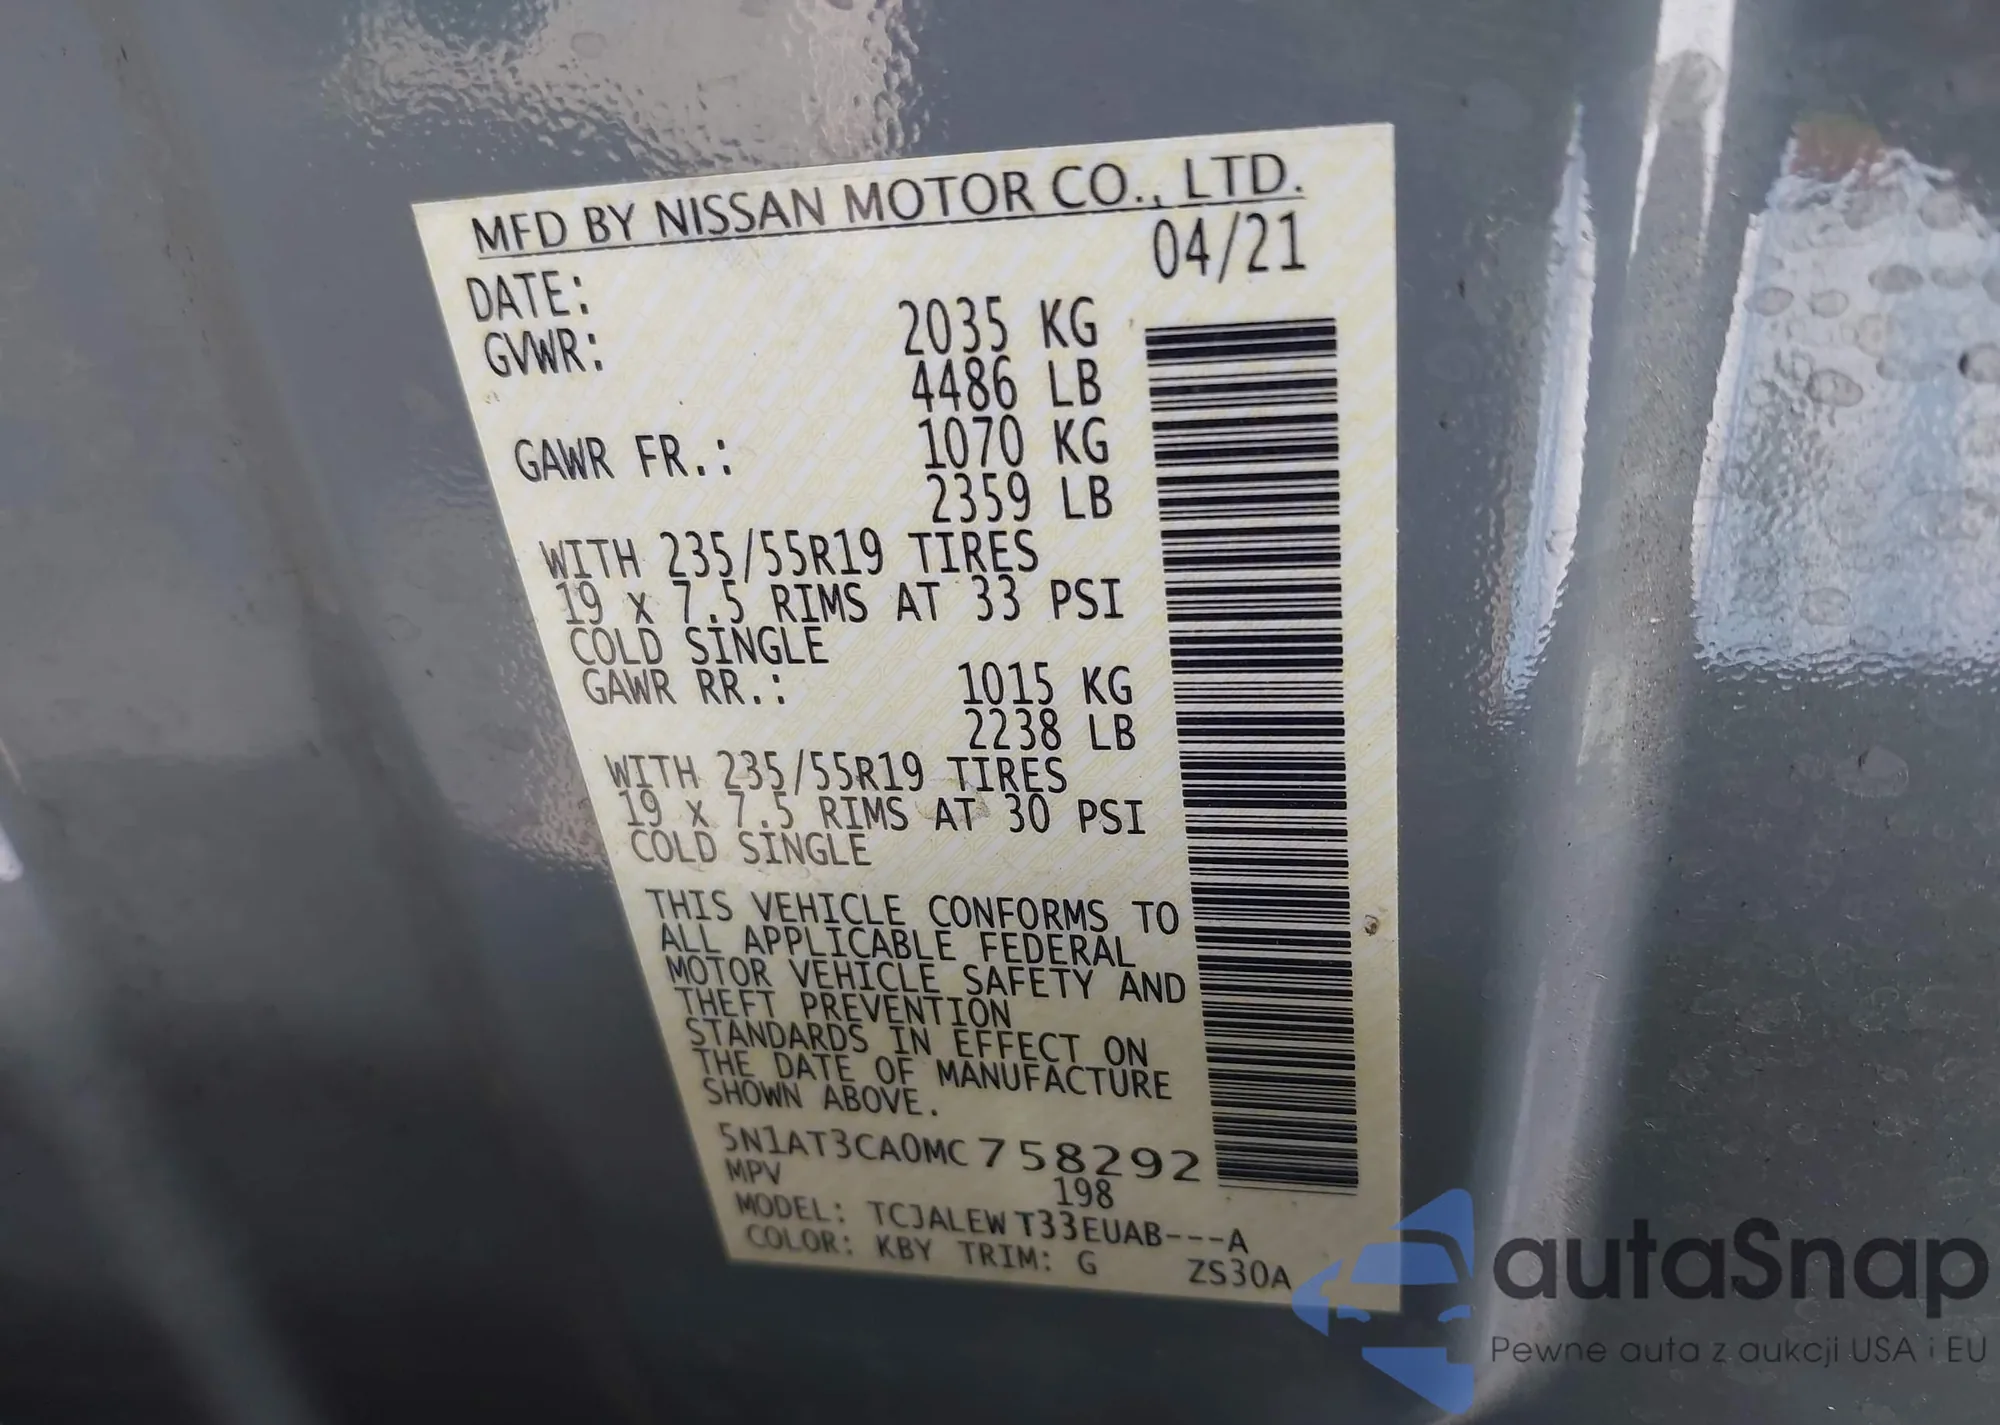 MFD BY NISSAN MOTOR CO., LTD.
DATE: 04/21
GVWR: 2035 KG
4486 LB
GAWR FR.: 1070 KG
2359 LB
WITH 235/55R19 TIRES
19 X 7.5 RIMS AT 33 PSI
COLD SINGLE
GAWR RR.: 1015 KG
2238 LB
WITH 235/55R19 TIRES
19 X 7.5 RIMS AT 30 PSI
COLD SINGLE
THIS VEHICLE CONFORMS TO
ALL APPLICABLE FEDERAL
MOTOR VEHICLE SAFETY AND
THEFT PREVENTION
STANDARDS IN EFFECT ON
THE DATE OF MANUFACTURE
SHOWN ABOVE.
5N1AT3CA0MC758292
MPV 198
MODEL: TCJALEWT33EUAB---A
COLOR: KBY TRIM: G ZS30A
autaSnap
Pewne auta z aukcji USA i EU